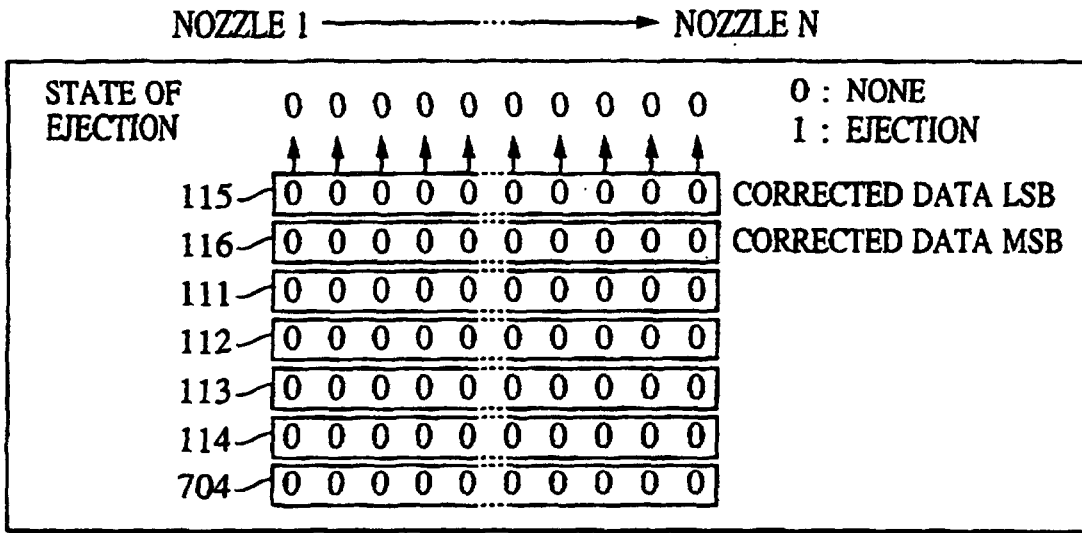 NOZZLE 1 ... NOZZLE N
STATE OF EJECTION 0 0 0 0 0 0 0 0 0 0
0 : NONE
1 : EJECTION
115 0 0 0 0 0 ... 0 0 0 0 0 CORRECTED DATA LSB
116 0 0 0 0 0 ... 0 0 0 0 0 CORRECTED DATA MSB
111 0 0 0 0 0 ... 0 0 0 0 0
112 0 0 0 0 0 ... 0 0 0 0 0
113 0 0 0 0 0 ... 0 0 0 0 0
114 0 0 0 0 0 ... 0 0 0 0 0
704 0 0 0 0 0 ... 0 0 0 0 0